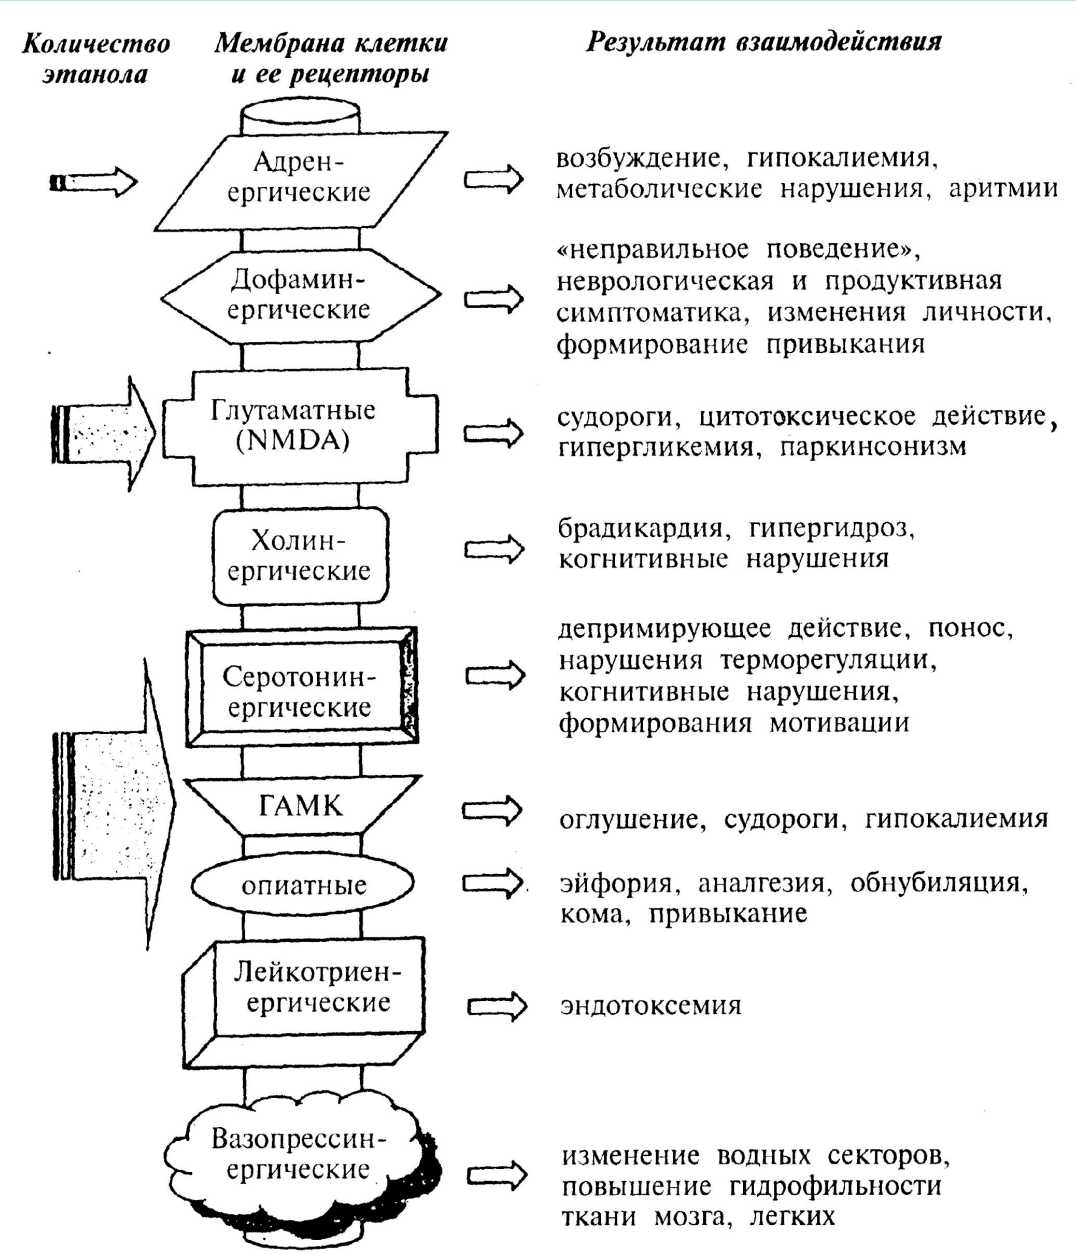 Количество этанола
Мембрана клетки и ее рецепторы
Результат взаимодействия
Адрен-
ергические
возбуждение, гипокалиемия,
метаболические нарушения, аритмии
Дофамин-
ергические
«неправильное поведение»,
неврологическая и продуктивная
симптоматика, изменения личности,
формирование привыкания
Глутаматные
(NMDA)
судороги, цитотоксическое действие,
гипергликемия, паркинсонизм
Холин-
ергические
брадикардия, гипергидроз,
когнитивные нарушения
Серотонин-
ергические
депримирующее действие, понос,
нарушения терморегуляции,
когнитивные нарушения,
формирования мотивации
ГАМК
оглушение, судороги, гипокалиемия
опиатные
эйфория, аналгезия, обнубиляция,
кома, привыкание
Лейкотриен-
ергические
эндотоксемия
Вазопрессин-
ергические
изменение водных секторов,
повышение гидрофильности
ткани мозга, легких